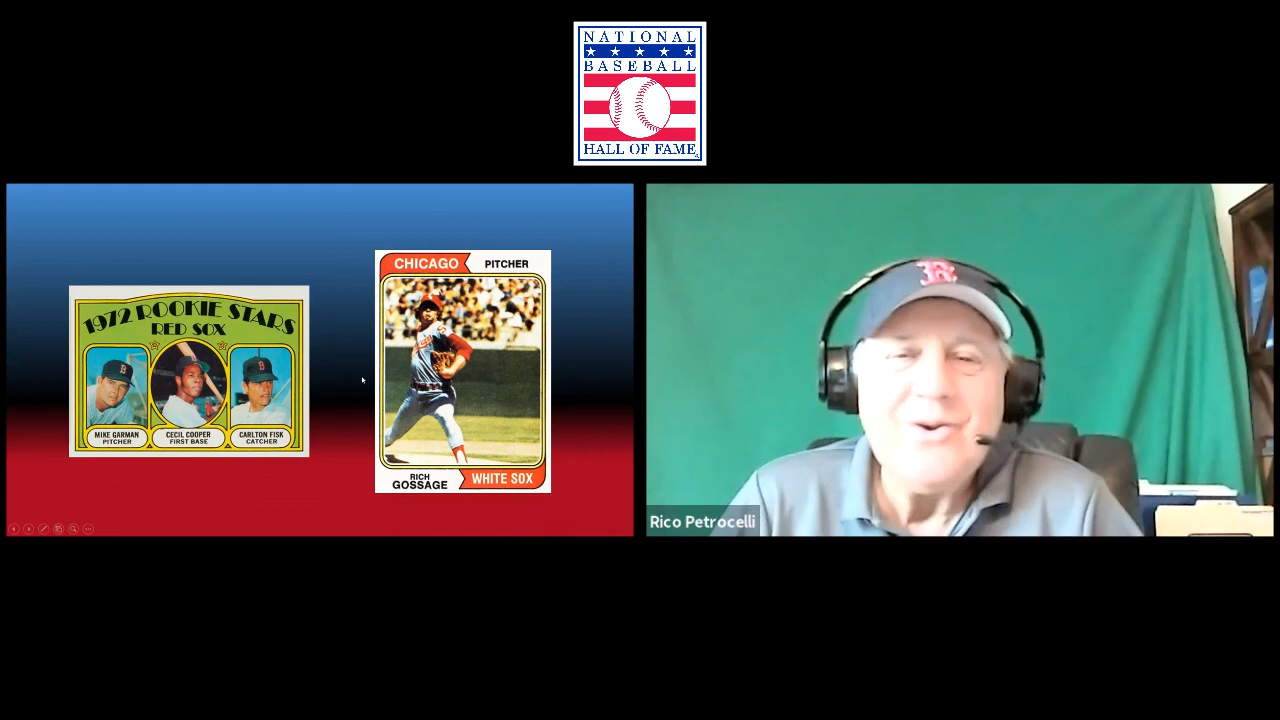 NATIONAL
BASEBALL
HALL OF FAME
1972 ROOKIE STARS
RED SOX
B
B
MIKE GARMAN
PITCHER
CECIL COOPER
FIRST BASE
CARLTON FISK
CATCHER
CHICAGO
PITCHER
RICH
GOSSAGE
WHITE SOX
B
Rico Petrocelli